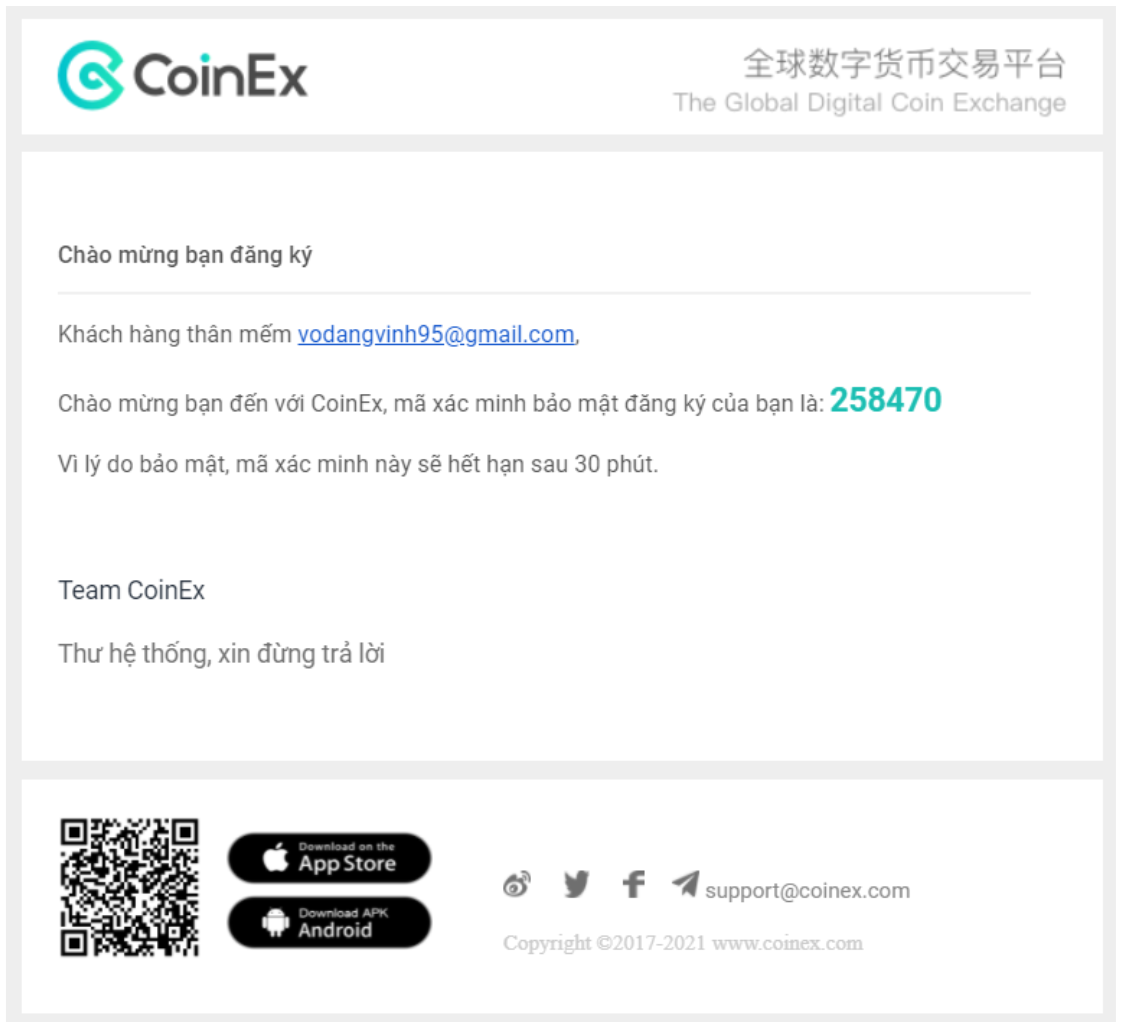 CoinEx
全球数字货币交易平台
The Global Digital Coin Exchange
Chào mừng bạn đăng ký
Khách hàng thân mếm vodangvinh95@gmail.com,
Chào mừng bạn đến với CoinEx, mã xác minh bảo mật đăng ký của bạn là: 258470
Vì lý do bảo mật, mã xác minh này sẽ hết hạn sau 30 phút.
Team CoinEx
Thư hệ thống, xin đừng trả lời
Download on the
App Store
Download APK
Android
support@coinex.com
Copyright ©2017-2021 www.coinex.com